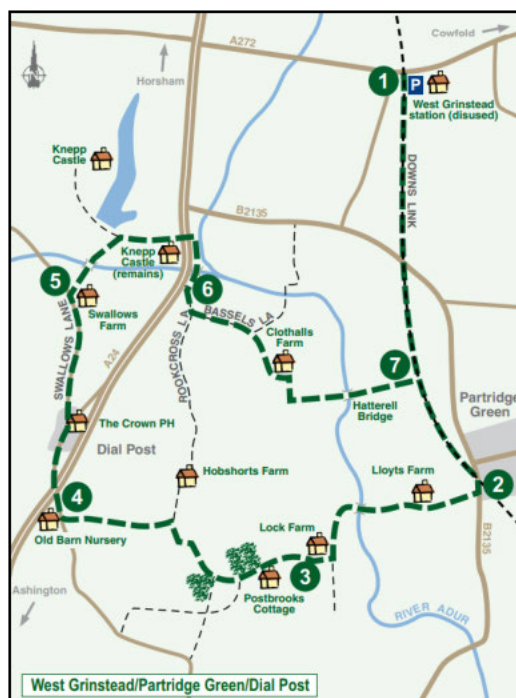 Cowfold
A272
1
P
Horsham
West Grinstead
station (disused)
Knepp
Castle
DOWNS LINK
B2135
Knepp
Castle
(remains)
5
6
SWALLOWS LANE
Swallows
Farm
BASSELS LA
ROOKCROSS LA
A24
Clothalls
Farm
7
Hatterell
Bridge
Partridge
Green
The Crown PH
Dial Post
Hobshorts Farm
Lloyts Farm
2
4
Old Barn Nursery
Lock Farm
B2135
3
Postbrooks
Cottage
Ashington
RIVER ADUR
West Grinstead/Partridge Green/Dial Post